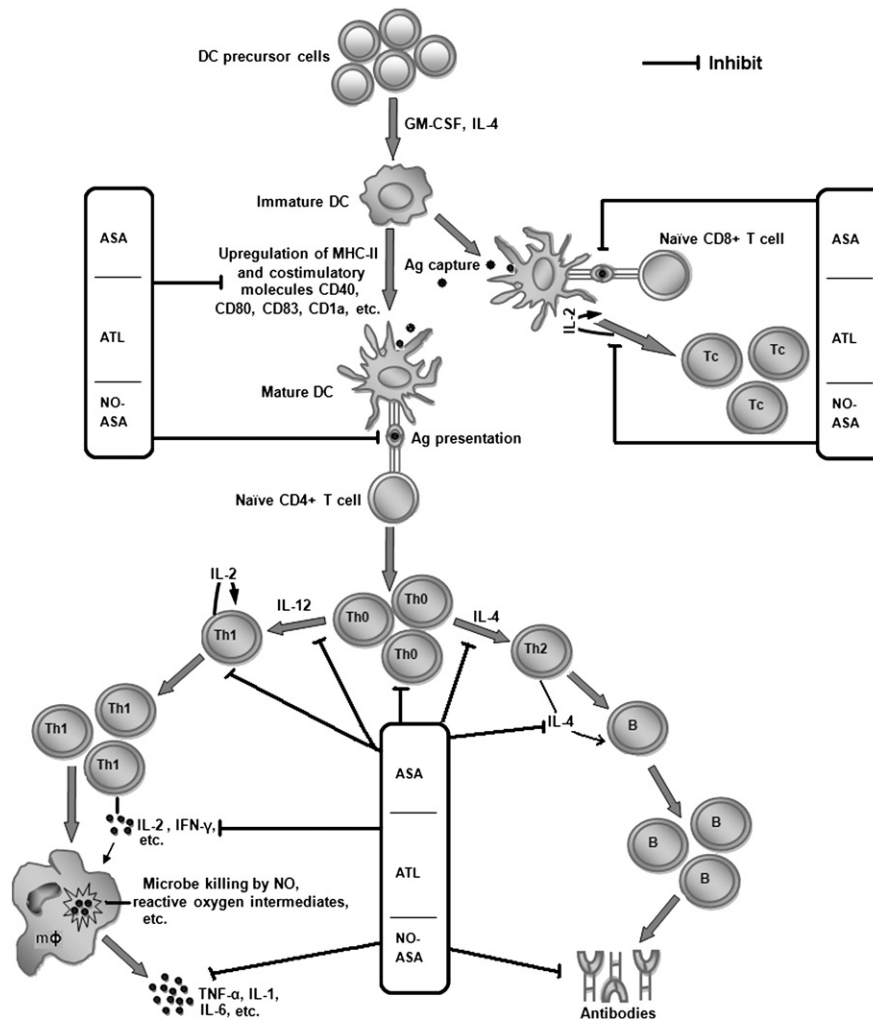 DC precursor cells
Inhibit
GM-CSF, IL-4
Immature DC
Naïve CD8+ T cell
ASA
ATL
NO-
ASA
Upregulation of MHC-II
and costimulatory
molecules CD40,
CD80, CD83, CD1a, etc.
Ag capture
IL-2
Tc
Tc
Tc
ASA
ATL
NO-
ASA
Mature DC
Ag presentation
Naïve CD4+ T cell
IL-2
IL-12
IL-4
Th1
Th0
Th0
Th0
Th2
Th1
Th1
Th1
IL-4
B
ASA
ATL
NO-
ASA
B
B
B
IL-2 , IFN-γ,
etc.
Microbe killing by NO,
reactive oxygen intermediates,
etc.
mϕ
TNF-α, IL-1,
IL-6, etc.
Antibodies